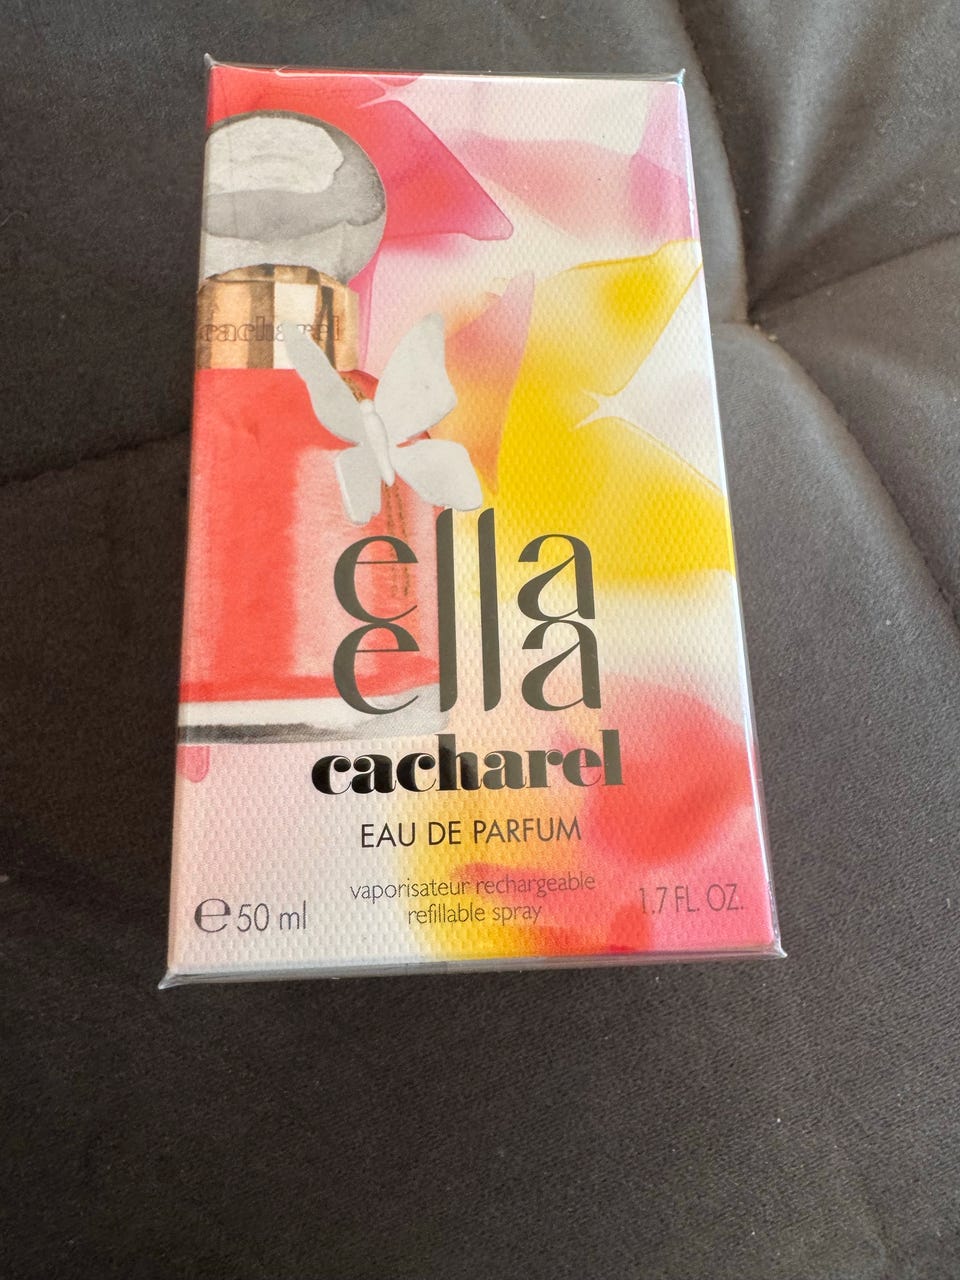 cacharel
ella
ella
cacharel
EAU DE PARFUM
vaporisateur rechargeable
refillable spray
℮ 50 ml
1.7 FL. OZ.